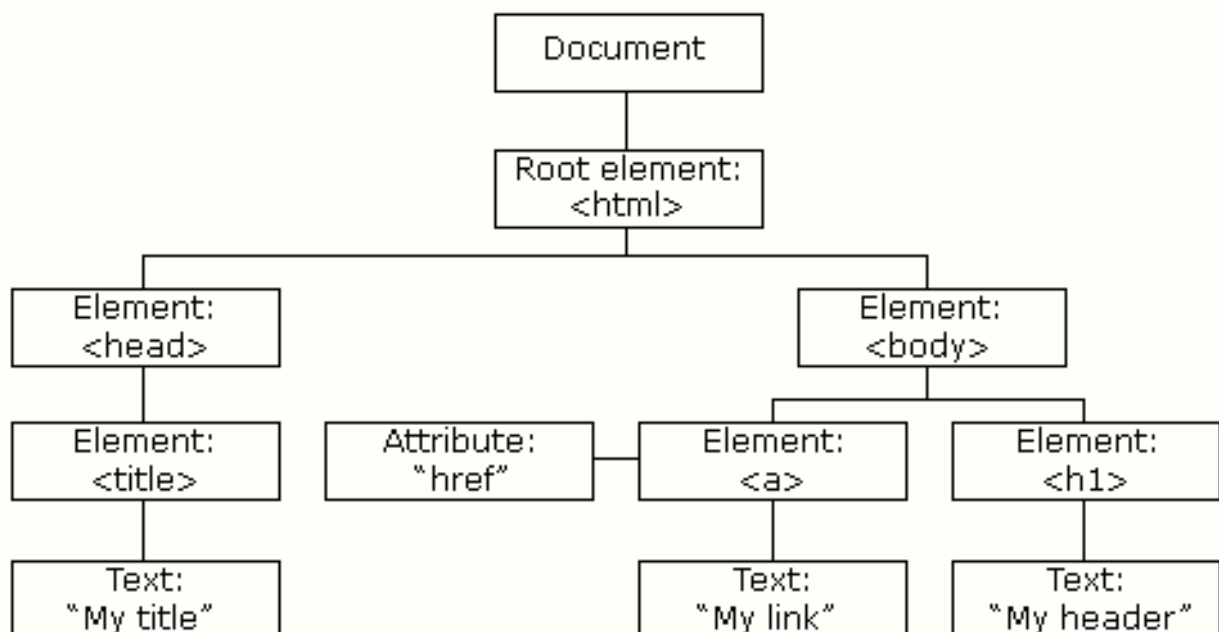 Document
Root element:
<html>
Element:
<head>
Element:
<body>
Element:
<title>
Attribute:
“href”
Element:
<a>
Element:
<h1>
Text:
“My title”
Text:
“My link”
Text:
“My header”